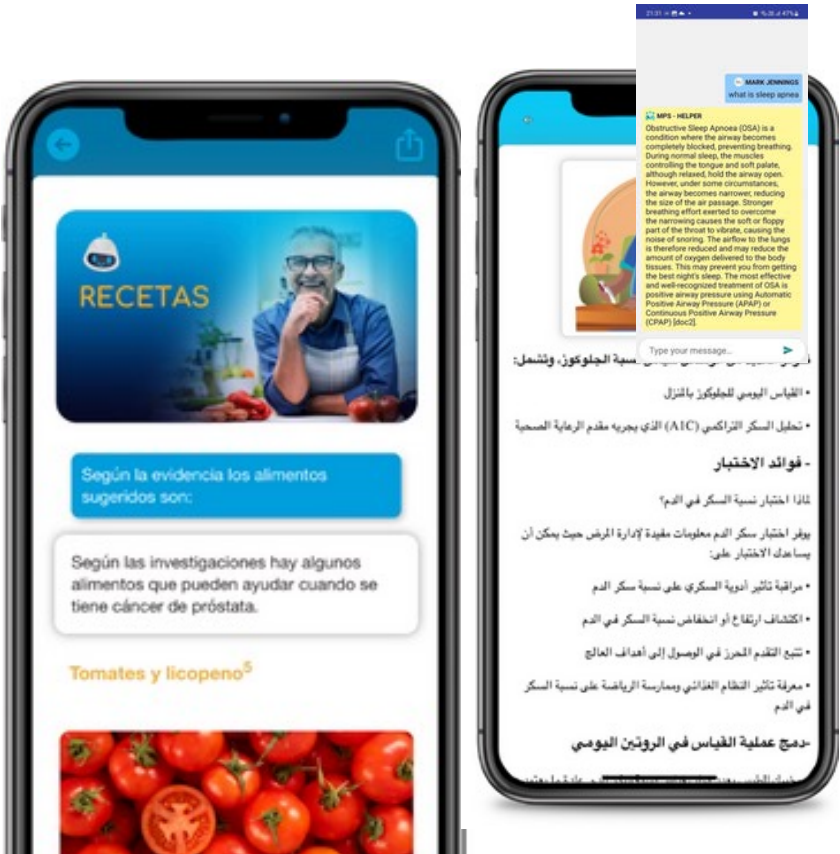 RECETAS
Según la evidencia los alimentos
sugeridos son:
Según las investigaciones hay algunos
alimentos que pueden ayudar cuando se
tiene cáncer de próstata.
Tomates y licopeno5
21:31
47%
MARK JENNINGS
what is sleep apnea
MPS - HELPER
Obstructive Sleep Apnoea (OSA) is a
condition where the airway becomes
completely blocked, preventing breathing.
During normal sleep, the muscles
controlling the tongue and soft palate,
although relaxed, hold the airway open.
However, under some circumstances,
the airway becomes narrower, reducing
the size of the air passage. Stronger
breathing effort exerted to overcome
the narrowing causes the soft or floppy
part of the throat to vibrate, causing the
noise of snoring. The airflow to the lungs
is therefore reduced and may reduce the
amount of oxygen delivered to the body
tissues. This may prevent you from getting
the best night's sleep. The most effective
and well-recognized treatment of OSA is
positive airway pressure using Automatic
Positive Airway Pressure (APAP) or
Continuous Positive Airway Pressure
(CPAP) [doc2].
Type your message...
نسبة الجلوكوز، وتشمل:
• القياس اليومي للجلوكوز بالمنزل
• تحليل السكر التراكمي (A1C) الذي يجريه مقدم الرعاية الصحية
- فوائد الاختبار
لماذا اختبار نسبة السكر في الدم؟
يوفر اختبار سكر الدم معلومات مفيدة لإدارة المرض حيث يمكن أن
يساعدك الاختبار على:
• مراقبة تأثير أدوية السكري على نسبة سكر الدم
• اكتشاف ارتفاع أو انخفاض نسبة السكر في الدم
• تتبع التقدم المحرز في الوصول إلى أهداف العالج
• معرفة تأثير النظام الغذائي وممارسة الرياضة على نسبة السكر
في الدم
-دمج عملية القياس في الروتين اليومي